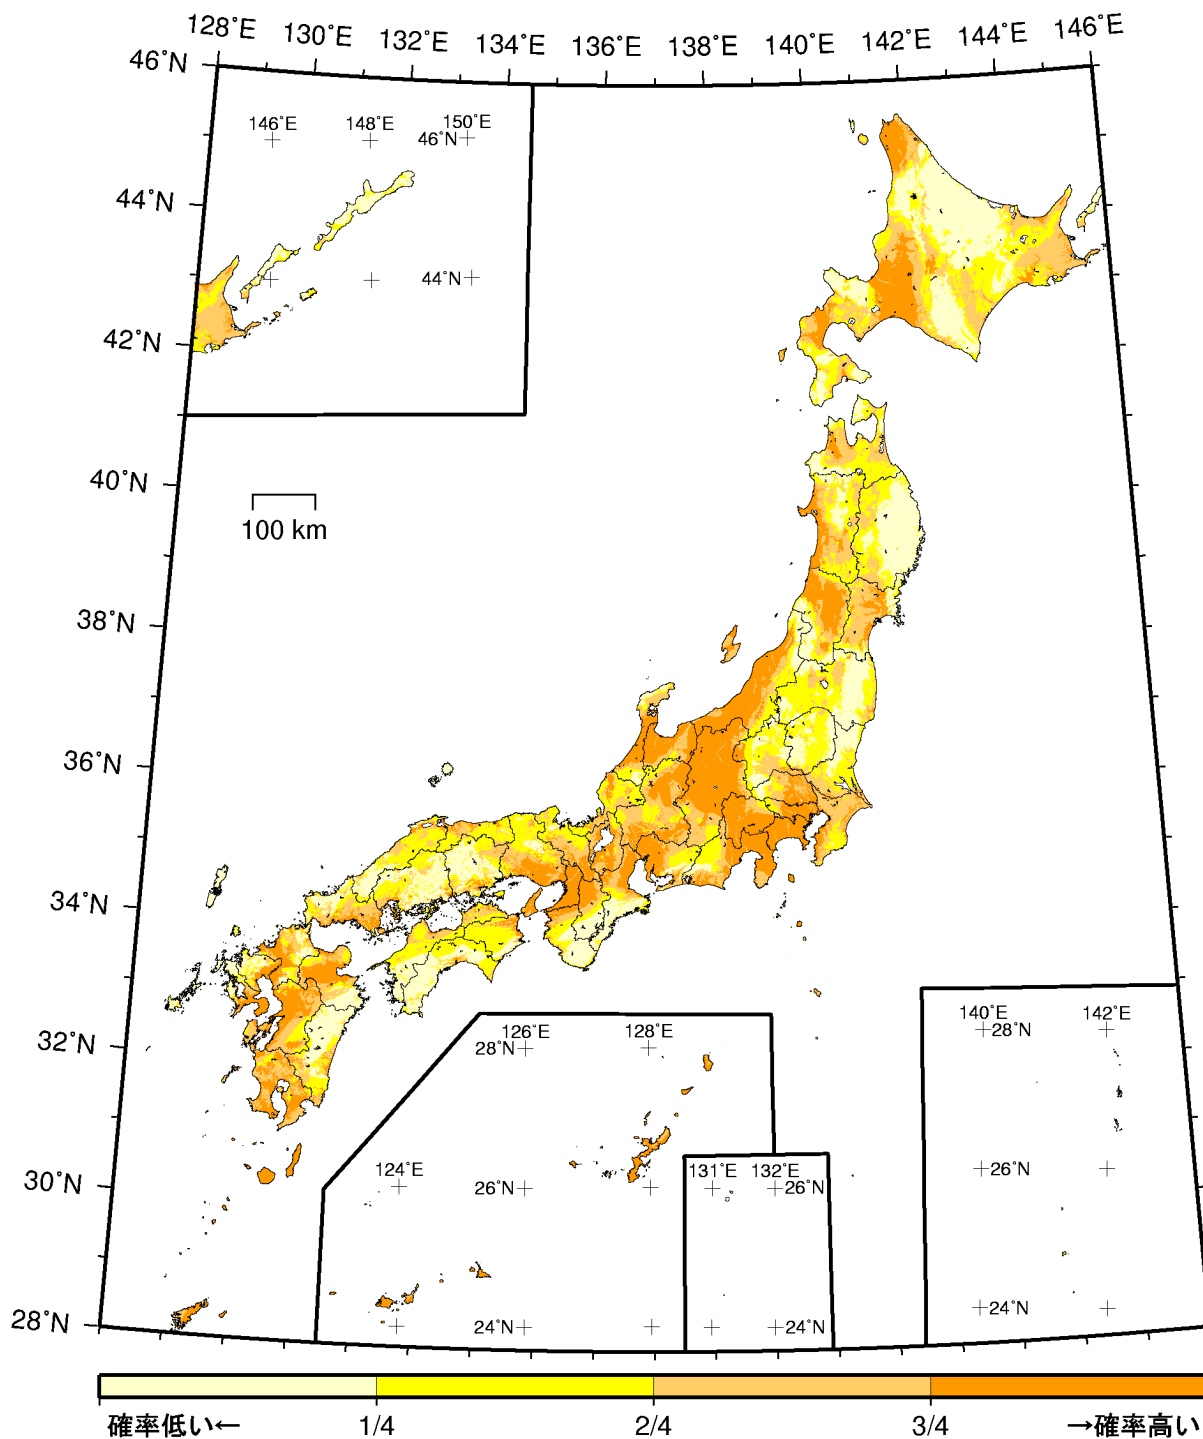 128°E 130°E 132°E 134°E 136°E 138°E 140°E 142°E 144°E 146°E
46°N
146°E 148°E 150°E
46°N
44°N
44°N
42°N
40°N
100 km
38°N
36°N
34°N
32°N
126°E 128°E
28°N
140°E 142°E
28°N
30°N
124°E
26°N
131°E 132°E
26°N
26°N
28°N
24°N
24°N
24°N
確率低い← 1/4 2/4 3/4 →確率高い